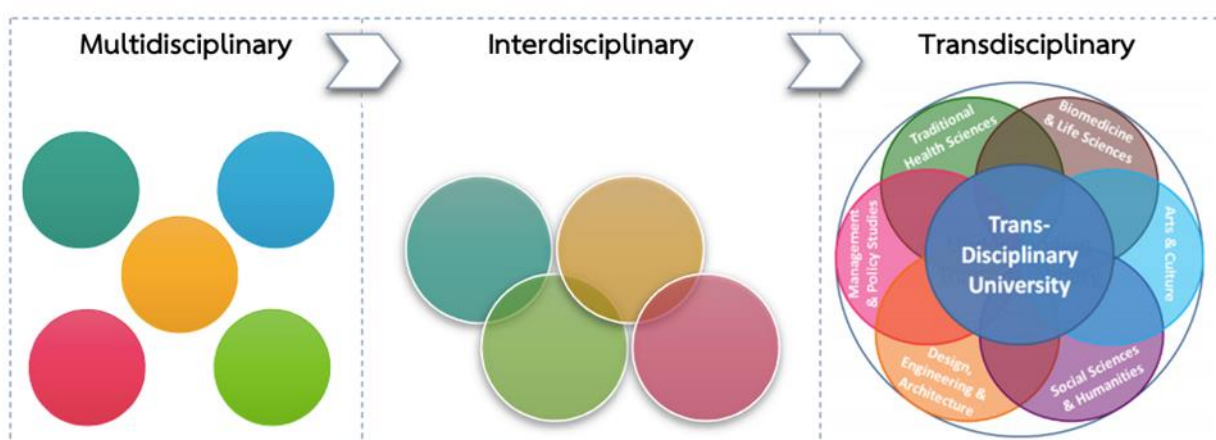 Multidisciplinary
Interdisciplinary
Transdisciplinary
Traditional
Health Sciences
Biomedicine
& Life Sciences
Management
& Policy Studies
Trans-
Disciplinary
University
Arts & Culture
Design,
Engineering &
Architecture
Social Sciences
& Humanities